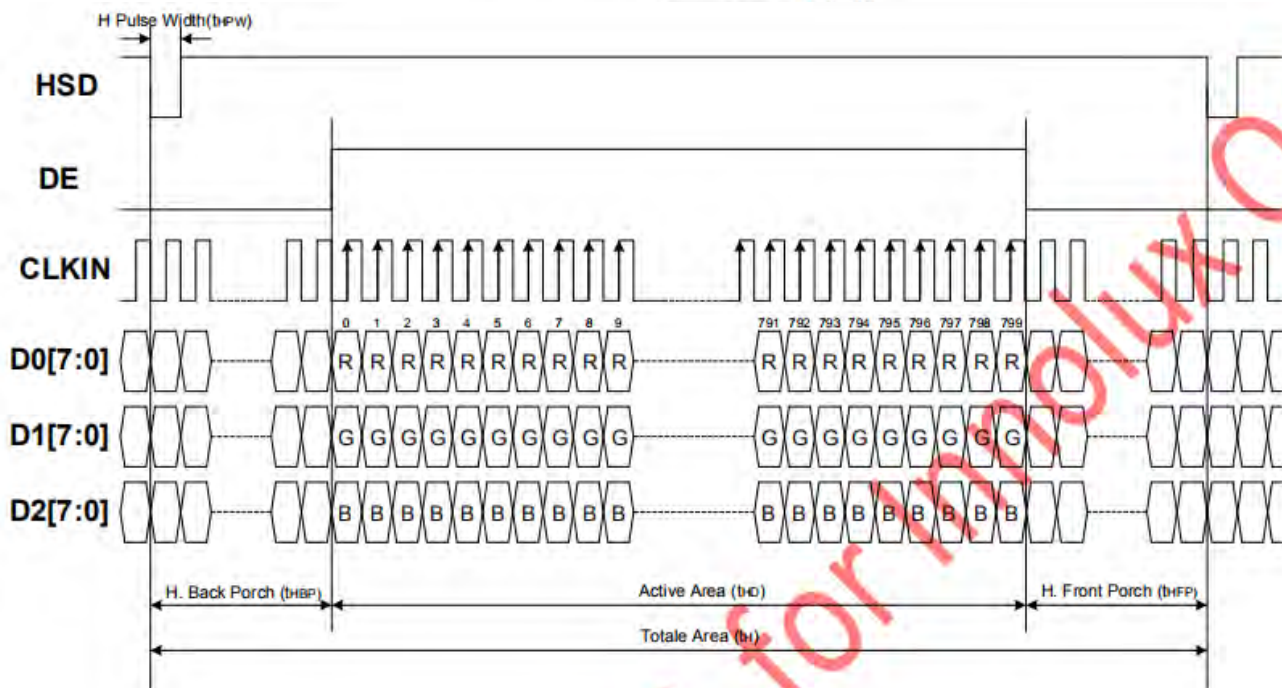 H Pulse Width(tHPW)
HSD
DE
CLKIN
0 1 2 3 4 5 6 7 8 9 791 792 793 794 795 796 797 798 799
D0[7:0] R R R R R R R R R R R R R R R R R R R
D1[7:0] G G G G G G G G G G G G G G G G G G G
D2[7:0] B B B B B B B B B B B B B B B B B B B
H. Back Porch (tHBP) Active Area (tHD) H. Front Porch (tHFP)
Totale Area (tH)
for Innolux